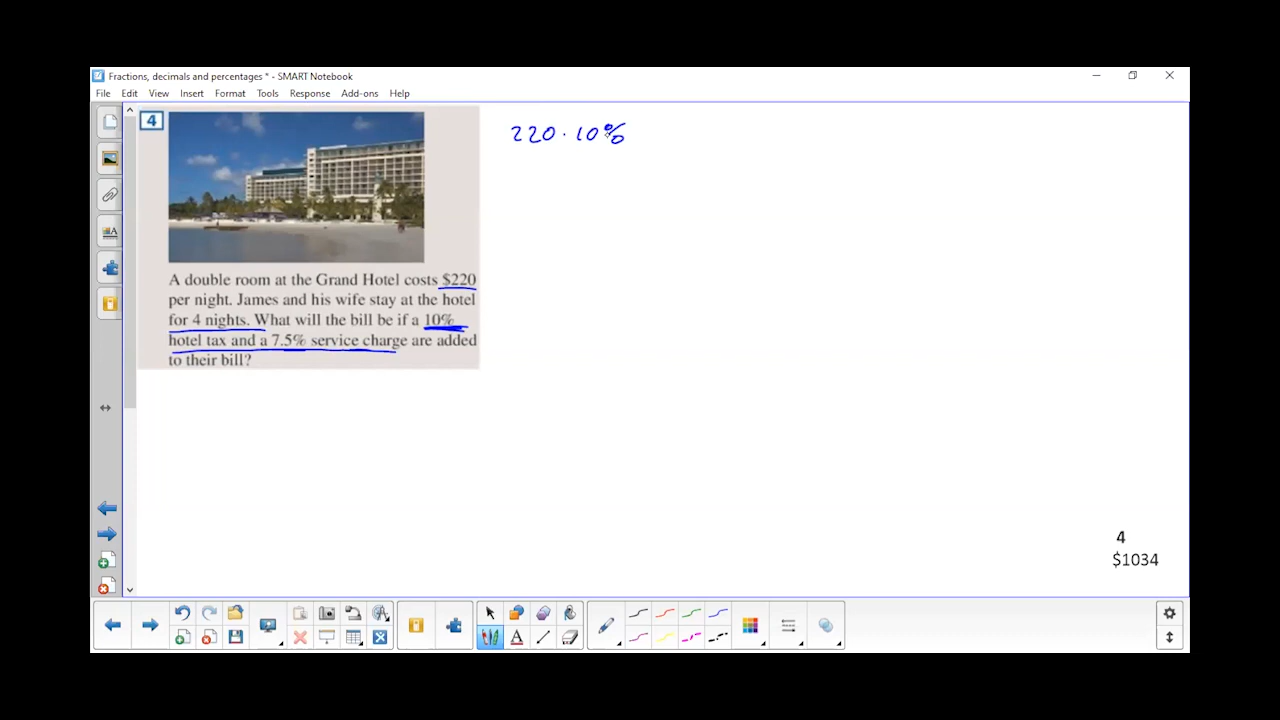 Fractions, decimals and percentages * - SMART Notebook
File Edit View Insert Format Tools Response Add-ons Help
4
220 · 10%
A double room at the Grand Hotel costs $220
per night. James and his wife stay at the hotel
for 4 nights. What will the bill be if a 10%
hotel tax and a 7.5% service charge are added
to their bill?
4
$1034